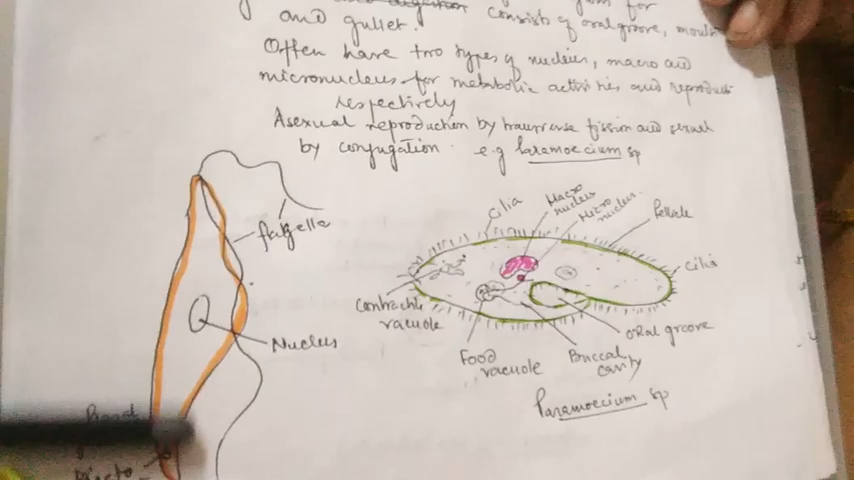 consists of oral groove, mouth
and gullet.
Often have two types of nucleus, macro and
micronucleus for metabolic activities and reproduct
respectively
Asexual reproduction by transverse fission and
by conjugation. e.g Paramoecium sp
flagella
Nucleus
Cilia
Macro
nucleus
Micro
nucleus.
Pellicle
Cilia
Contractile
vacuole
Food
vacuole
Buccal
cavity
Oral groove
Paramoecium sp